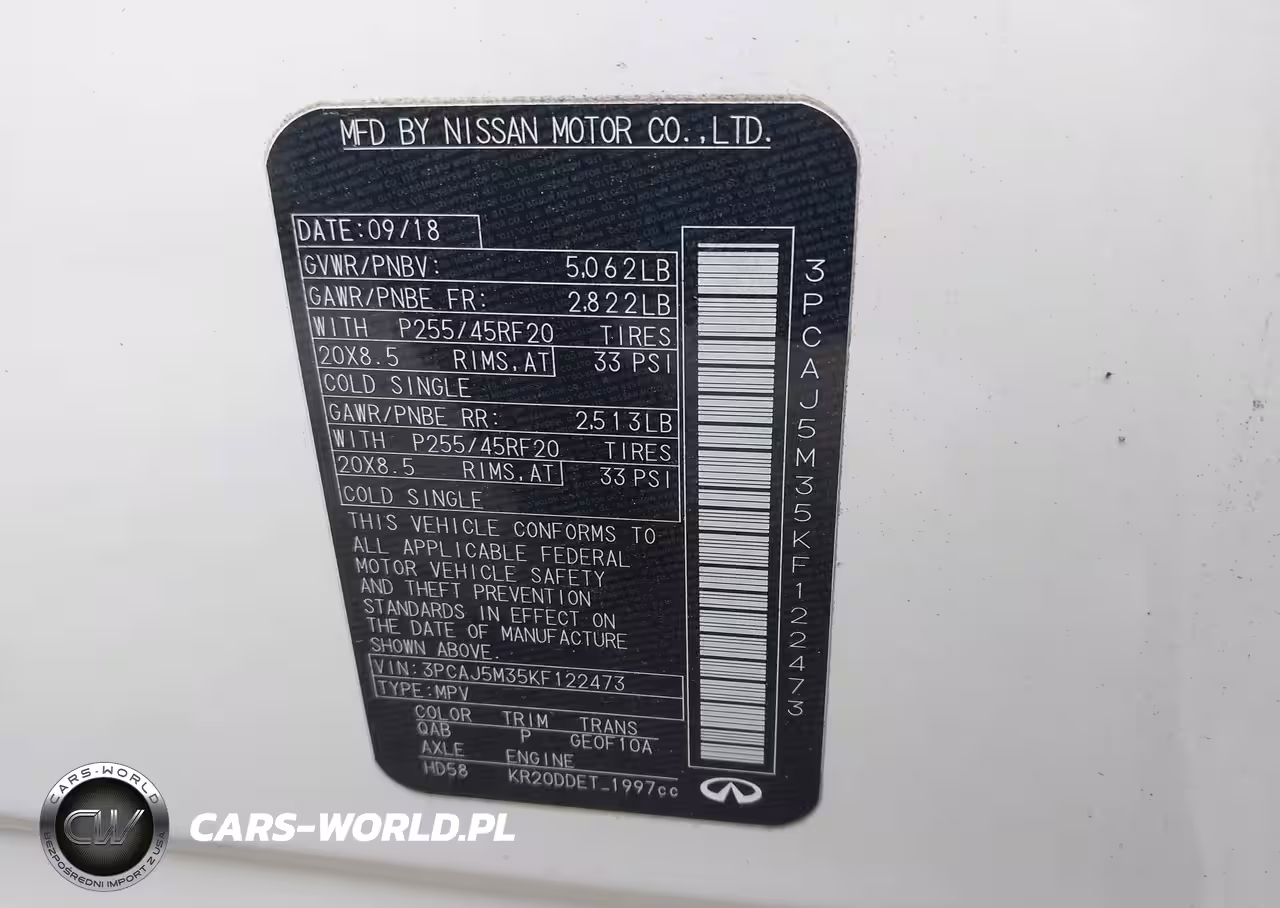 MFD BY NISSAN MOTOR CO.,LTD.
DATE:09/18
GVWR/PNBV: 5,062LB
GAWR/PNBE FR: 2,822LB
WITH P255/45RF20 TIRES
20X8.5 RIMS,AT 33 PSI
COLD SINGLE
GAWR/PNBE RR: 2,513LB
WITH P255/45RF20 TIRES
20X8.5 RIMS,AT 33 PSI
COLD SINGLE
THIS VEHICLE CONFORMS TO
ALL APPLICABLE FEDERAL
MOTOR VEHICLE SAFETY
AND THEFT PREVENTION
STANDARDS IN EFFECT ON
THE DATE OF MANUFACTURE
SHOWN ABOVE.
VIN:3PCAJ5M35KF122473
TYPE:MPV
COLOR TRIM TRANS
QAB P GE0F10A
AXLE ENGINE
HD58 KR20DDET_1997cc
3PCAJ5M35KF122473
CARS-WORLD
CW
BEZPOŚREDNI IMPORT Z USA
CARS-WORLD.PL